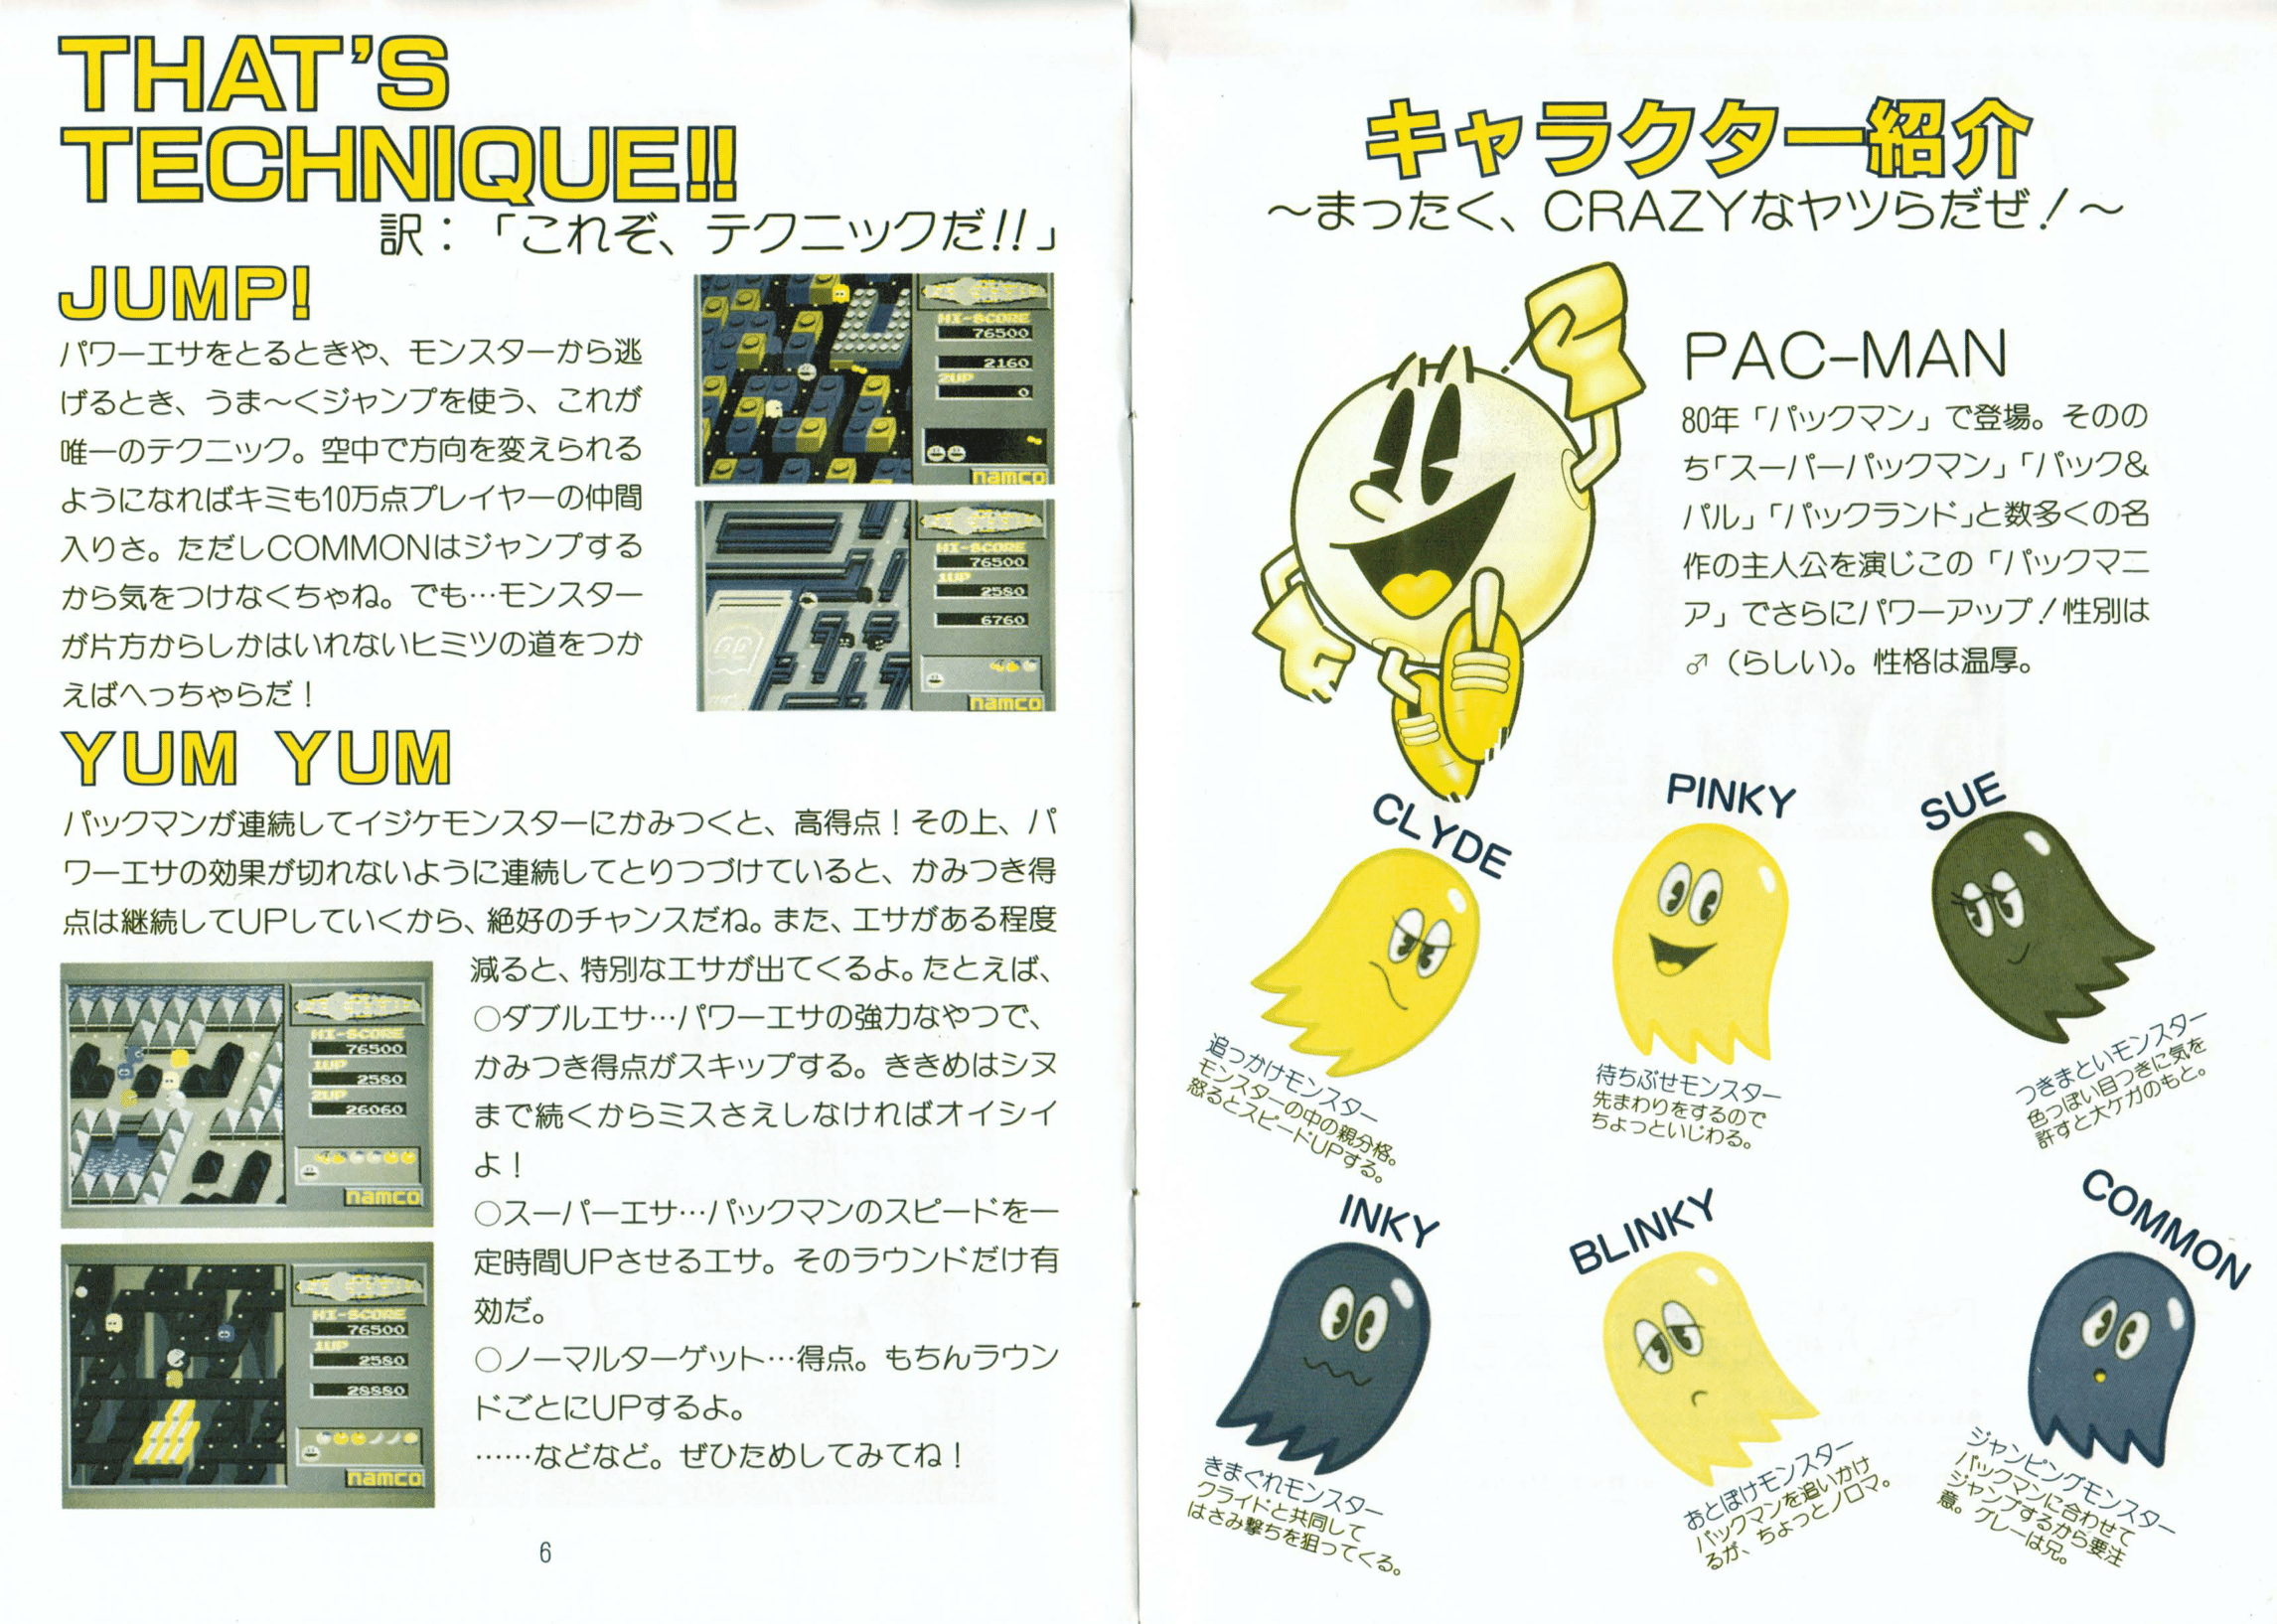 THAT'S
TECHNIQUE!!
訳：「これぞ、テクニックだ!!」
JUMP!
パワーエサをとるときや、モンスターから逃
げるとき、うま〜くジャンプを使う、これが
唯一のテクニック。空中で方向を変えられる
ようになればキミも10万点プレイヤーの仲間
入りさ。ただしCOMMONはジャンプする
から気をつけなくちゃね。でも…モンスター
が片方からしかはいれないヒミツの道をつか
えばへっちゃらだ！
HI-SCORE
76500
2160
2UP
0
namco
HI-SCORE
76500
1UP
2580
6760
namco
YUM YUM
パックマンが連続してイジケモンスターにかみつくと、高得点！その上、パ
ワーエサの効果が切れないように連続してとりつづけていると、かみつき得
点は継続してUPしていくから、絶好のチャンスだね。また、エサがある程度
減ると、特別なエサが出てくるよ。たとえば、
○ダブルエサ…パワーエサの強力なやつで、
かみつき得点がスキップする。ききめはシヌ
まで続くからミスさえしなければオイシイ
よ！
○スーパーエサ…パックマンのスピードを一
定時間UPさせるエサ。そのラウンドだけ有
効だ。
○ノーマルターゲット…得点。もちんラウン
ドごとにUPするよ。
……などなど。ぜひためしてみてね！
HI-SCORE
76500
1UP
2580
2UP
26060
namco
HI-SCORE
76500
1UP
2580
28880
namco
6
キャラクター紹介
〜まったく、CRAZYなヤツらだぜ！〜
PAC-MAN
80年「パックマン」で登場。そのの
ち「スーパーパックマン」「パック&
パル」「パックランド」と数多くの名
作の主人公を演じこの「パックマニ
ア」でさらにパワーアップ！性別は
♂（らしい）。性格は温厚。
CLYDE
追っかけモンスター
モンスターの中の親分格。
怒るとスピードUPする。
PINKY
待ちぶせモンスター
先まわりをするので
ちょっといじわる。
SUE
つきまといモンスター
色っぽい目つきに気を
許すと大ケガのもと。
INKY
きまぐれモンスター
クライドと共同して
はさみ撃ちを狙ってくる。
BLINKY
おとぼけモンスター
パックマンを追いかけ
るが、ちょっとノロマ。
COMMON
ジャンピングモンスター
パックマンに合わせて
ジャンプするから要注
意。グレーは兄。